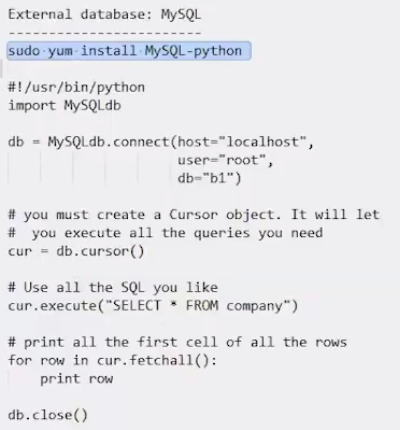 External database: MySQL
------------------------
sudo yum install MySQL-python
#!/usr/bin/python
import MySQLdb
db = MySQLdb.connect(host="localhost",
user="root",
db="b1")
# you must create a Cursor object. It will let
#  you execute all the queries you need
cur = db.cursor()
# Use all the SQL you like
cur.execute("SELECT * FROM company")
# print all the first cell of all the rows
for row in cur.fetchall():
    print row
db.close()